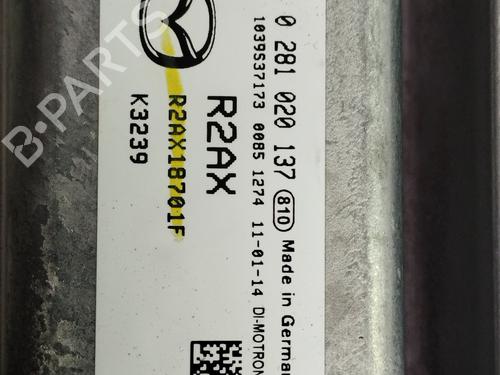 0 281 020 137 810 Made in German
1039S37173 0085 1274 11-01-14 DI-MOTRON
R2AX
R2AX18701F
K3239